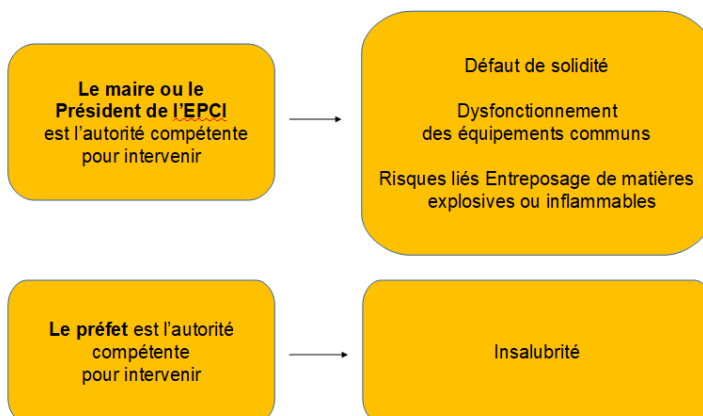 Le maire ou le
Président de l'EPCI
est l'autorité compétente
pour intervenir
Défaut de solidité
Dysfonctionnement
des équipements communs
Risques liés Entreposage de matières
explosives ou inflammables
Le préfet est l'autorité
compétente
pour intervenir
Insalubrité